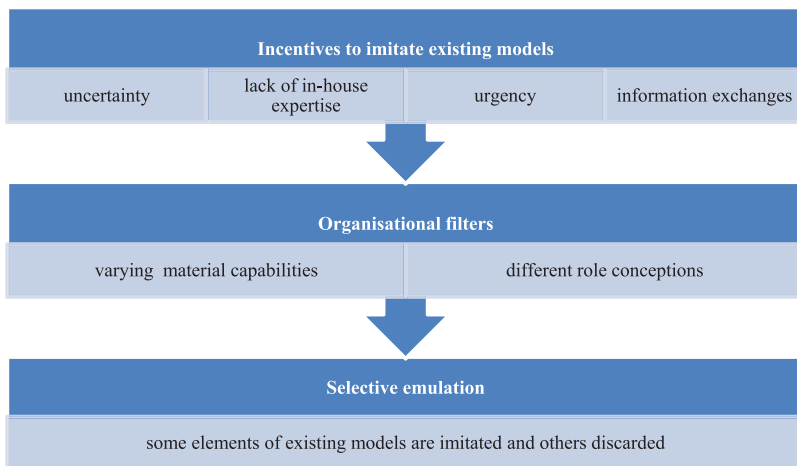 Incentives to imitate existing models
uncertainty
lack of in-house
expertise
urgency
information exchanges
Organisational filters
varying material capabilities
different role conceptions
Selective emulation
some elements of existing models are imitated and others discarded